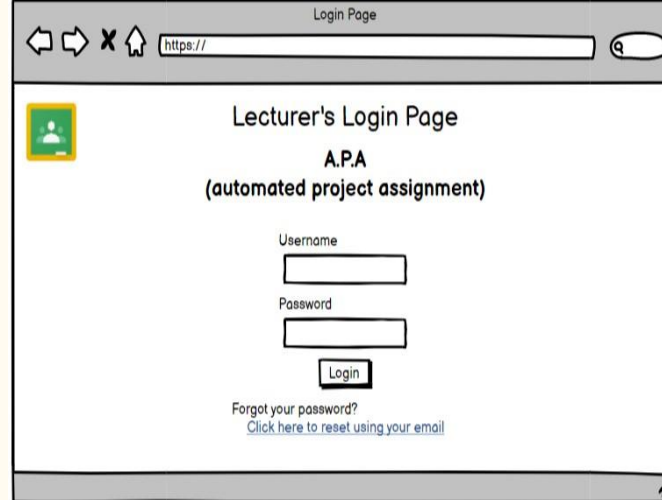 Login Page
https://
Lecturer's Login Page
A.P.A
(automated project assignment)
Username
Password
Login
Forgot your password?
Click here to reset using your email